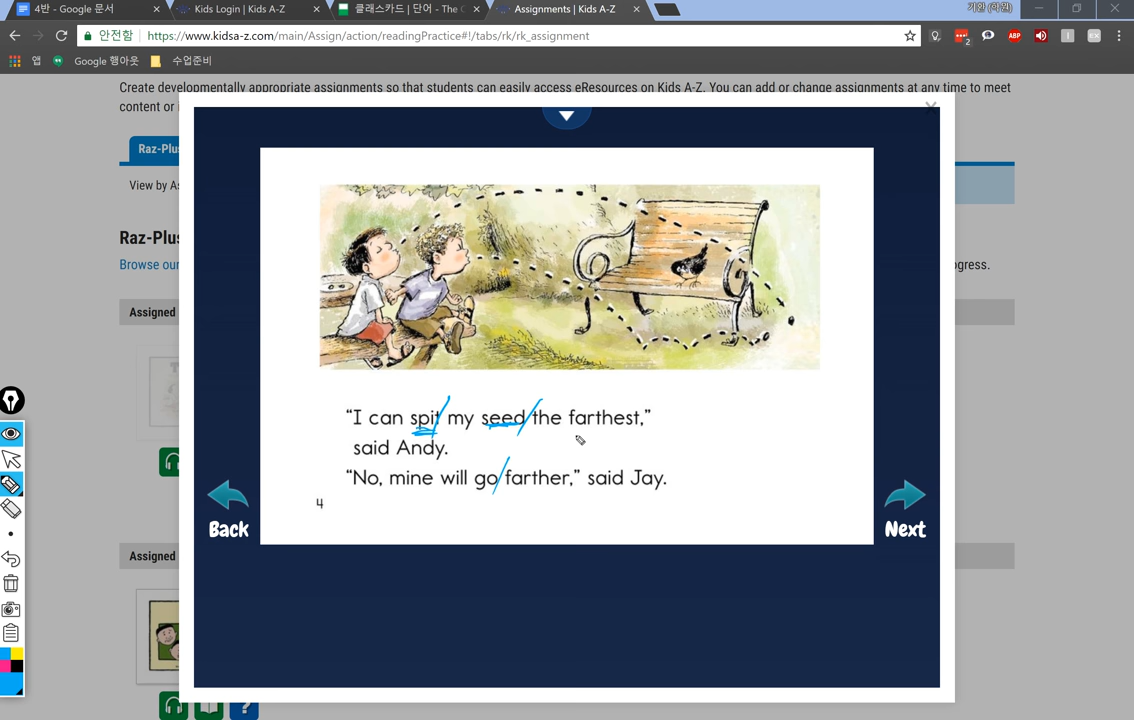 4반 - Google 문서
Kids Login | Kids A-Z
클래스카드 | 단어 - The C
Assignments | Kids A-Z
안전함
https://www.kidsa-z.com/main/Assign/action/readingPractice#!/tabs/rk/rk_assignment
2
ABP
앱
Google 행아웃
수업준비
Create developmentally appropriate assignments so that students can easily access eResources on Kids A-Z. You can add or change assignments at any time to meet
content or
Raz-Plus
View by As
Raz-Plus
Browse our
ogress.
Assigned
"I can spit my seed the farthest,"
said Andy.
"No, mine will go farther," said Jay.
4
Back
Next
Assigned
?